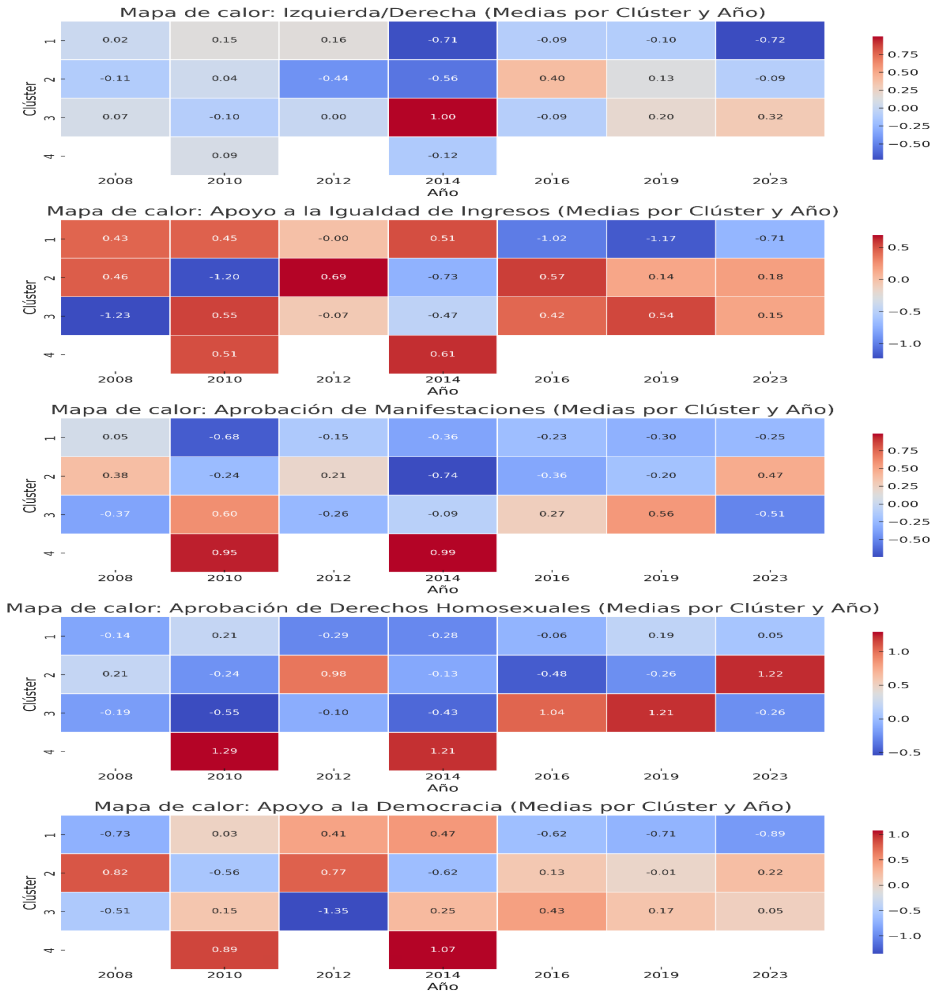 Mapa de calor: Izquierda/Derecha (Medias por Clúster y Año)
Clúster
1 0.02 0.15 0.16 -0.71 -0.09 -0.10 -0.72
2 -0.11 0.04 -0.44 -0.56 0.40 0.13 -0.09
3 0.07 -0.10 0.00 1.00 -0.09 0.20 0.32
4 0.09 -0.12
2008 2010 2012 2014 2016 2019 2023
Año
0.75
0.50
0.25
0.00
−0.25
−0.50
Mapa de calor: Apoyo a la Igualdad de Ingresos (Medias por Clúster y Año)
Clúster
1 0.43 0.45 -0.00 0.51 -1.02 -1.17 -0.71
2 0.46 -1.20 0.69 -0.73 0.57 0.14 0.18
3 -1.23 0.55 -0.07 -0.47 0.42 0.54 0.15
4 0.51 0.61
2008 2010 2012 2014 2016 2019 2023
Año
0.5
0.0
−0.5
−1.0
Mapa de calor: Aprobación de Manifestaciones (Medias por Clúster y Año)
Clúster
1 0.05 -0.68 -0.15 -0.36 -0.23 -0.30 -0.25
2 0.38 -0.24 0.21 -0.74 -0.36 -0.20 0.47
3 -0.37 0.60 -0.26 -0.09 0.27 0.56 -0.51
4 0.95 0.99
2008 2010 2012 2014 2016 2019 2023
Año
0.75
0.50
0.25
0.00
−0.25
−0.50
Mapa de calor: Aprobación de Derechos Homosexuales (Medias por Clúster y Año)
Clúster
1 -0.14 0.21 -0.29 -0.28 -0.06 0.19 0.05
2 0.21 -0.24 0.98 -0.13 -0.48 -0.26 1.22
3 -0.19 -0.55 -0.10 -0.43 1.04 1.21 -0.26
4 1.29 1.21
2008 2010 2012 2014 2016 2019 2023
Año
1.0
0.5
0.0
−0.5
Mapa de calor: Apoyo a la Democracia (Medias por Clúster y Año)
Clúster
1 -0.73 0.03 0.41 0.47 -0.62 -0.71 -0.89
2 0.82 -0.56 0.77 -0.62 0.13 -0.01 0.22
3 -0.51 0.15 -1.35 0.25 0.43 0.17 0.05
4 0.89 1.07
2008 2010 2012 2014 2016 2019 2023
Año
1.0
0.5
0.0
−0.5
−1.0